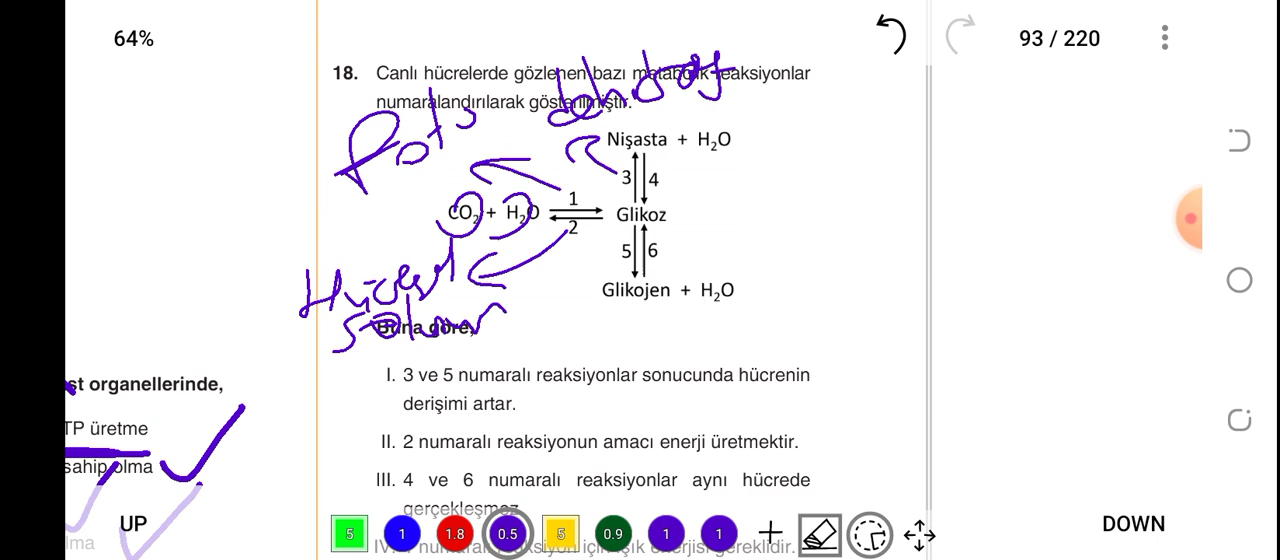 64%
93 / 220
18. Canlı hücrelerde gözlenen bazı metabolik reaksiyonlar
numaralandırılarak gösterilmiştir.
Fots
dehidras
Nişasta + H₂O
3 4
1
CO₂ + H₂O Glikoz
2
5 6
Glikojen + H₂O
Hücresel
solunum
Buna göre,
I. 3 ve 5 numaralı reaksiyonlar sonucunda hücrenin
derişimi artar.
II. 2 numaralı reaksiyonun amacı enerji üretmektir.
III. 4 ve 6 numaralı reaksiyonlar aynı hücrede
gerçekleşmez.
IV. 1 numaralı reaksiyon için ışık enerjisi gereklidir.
st organellerinde,
TP üretme
sahip olma
lma
UP
5 1 1.8 0.5 5 0.9 1 1
DOWN